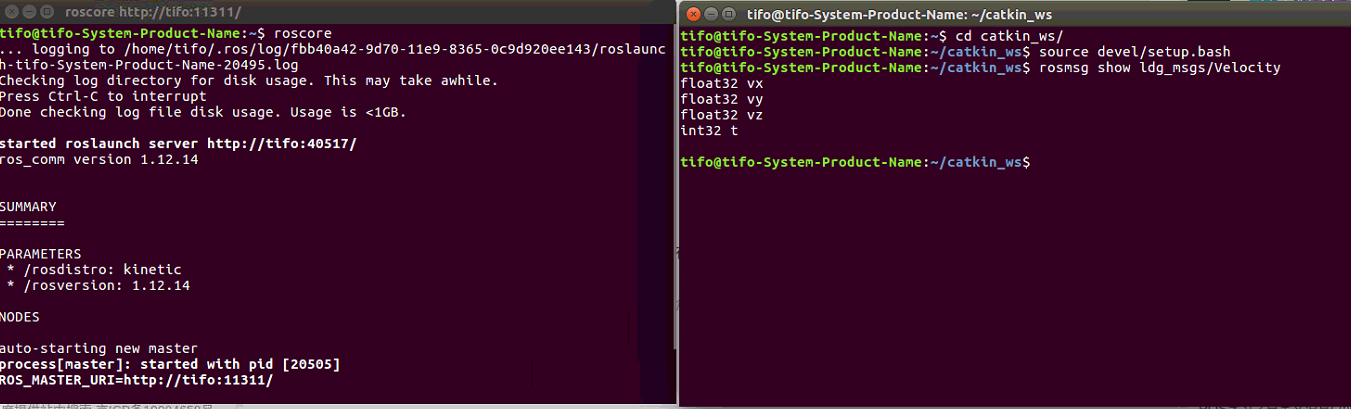 roscore http://tifo:11311/
tifo@tifo-System-Product-Name:~$ roscore
... logging to /home/tifo/.ros/log/fbb40a42-9d70-11e9-8365-0c9d920ee143/roslaunc
h-tifo-System-Product-Name-20495.log
Checking log directory for disk usage. This may take awhile.
Press Ctrl-C to interrupt
Done checking log file disk usage. Usage is <1GB.
started roslaunch server http://tifo:40517/
ros_comm version 1.12.14
SUMMARY
========
PARAMETERS
* /rosdistro: kinetic
* /rosversion: 1.12.14
NODES
auto-starting new master
process[master]: started with pid [20505]
ROS_MASTER_URI=http://tifo:11311/
tifo@tifo-System-Product-Name: ~/catkin_ws
tifo@tifo-System-Product-Name:~$ cd catkin_ws/
tifo@tifo-System-Product-Name:~/catkin_ws$ source devel/setup.bash
tifo@tifo-System-Product-Name:~/catkin_ws$ rosmsg show ldg_msgs/Velocity
float32 vx
float32 vy
float32 vz
int32 t
tifo@tifo-System-Product-Name:~/catkin_ws$